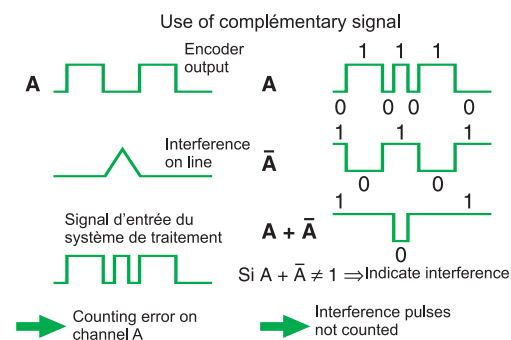 Use of complémentary signal
Encoder
output
A
Interference
on line
Signal d'entrée du
système de traitement
Counting error on
channel A
1 1 1
A
0 0 0 0
1 1 1
A̅
0 0
1 1
A + A̅
0
Si A + A̅ ≠ 1 ⇒ Indicate interference
Interference pulses
not counted